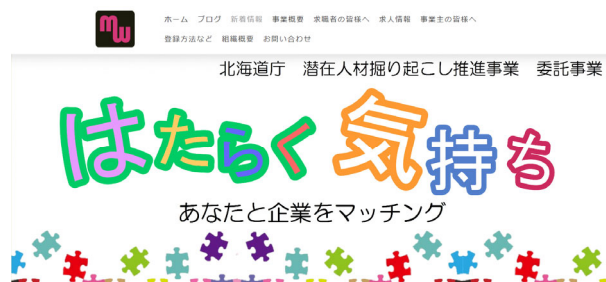 mw
ホーム ブログ 新着情報 事業概要 求職者の皆様へ 求人情報 事業主の皆様へ
登録方法など 組織概要 お問い合わせ
北海道庁 潜在人材掘り起こし推進事業 委託事業
はたらく気持ち
あなたと企業をマッチング